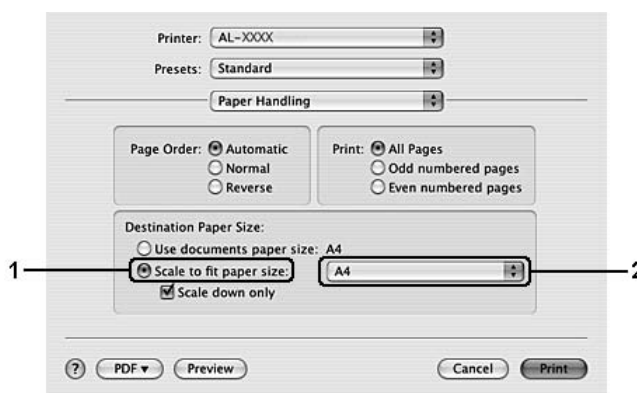 Printer: AL-XXXX
Presets: Standard
Paper Handling
Page Order: Automatic
Normal
Reverse
Print: All Pages
Odd numbered pages
Even numbered pages
Destination Paper Size:
Use documents paper size: A4
1
Scale to fit paper size: A4
2
Scale down only
? PDF Preview Cancel Print